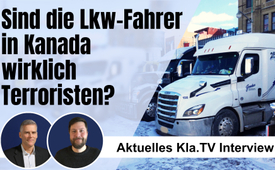 Sind die Lkw-Fahrer
in Kanada
wirklich
Terroristen?
Aktuelles Kla.TV Interview